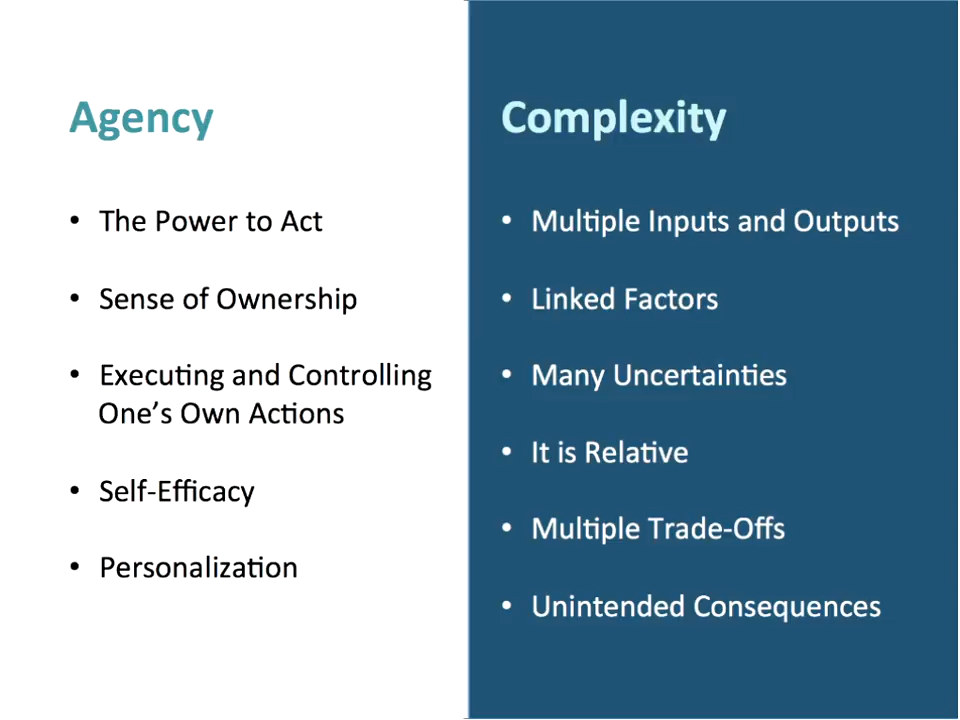 Agency
• The Power to Act
• Sense of Ownership
• Executing and Controlling
One’s Own Actions
• Self-Efficacy
• Personalization
Complexity
• Multiple Inputs and Outputs
• Linked Factors
• Many Uncertainties
• It is Relative
• Multiple Trade-Offs
• Unintended Consequences